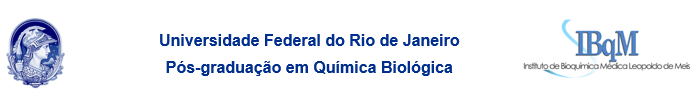 Universidade Federal do Rio de Janeiro
Pós-graduação em Química Biológica
IBqM
Instituto de Bioquímica Médica Leopoldo de Meis